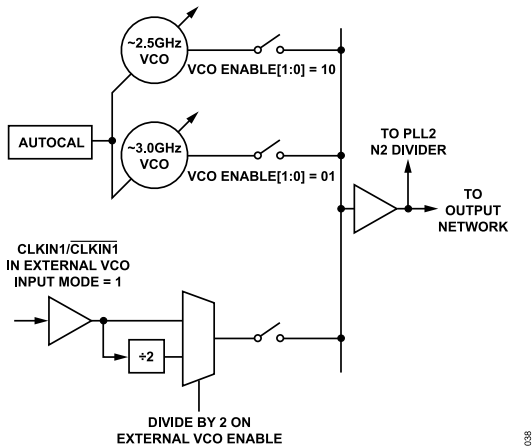 ~2.5GHz
VCO
VCO ENABLE[1:0] = 10
AUTOCAL
~3.0GHz
VCO
VCO ENABLE[1:0] = 01
TO PLL2
N2 DIVIDER
TO
OUTPUT
NETWORK
CLKIN1/CLKIN1
IN EXTERNAL VCO
INPUT MODE = 1
÷2
DIVIDE BY 2 ON
EXTERNAL VCO ENABLE
038